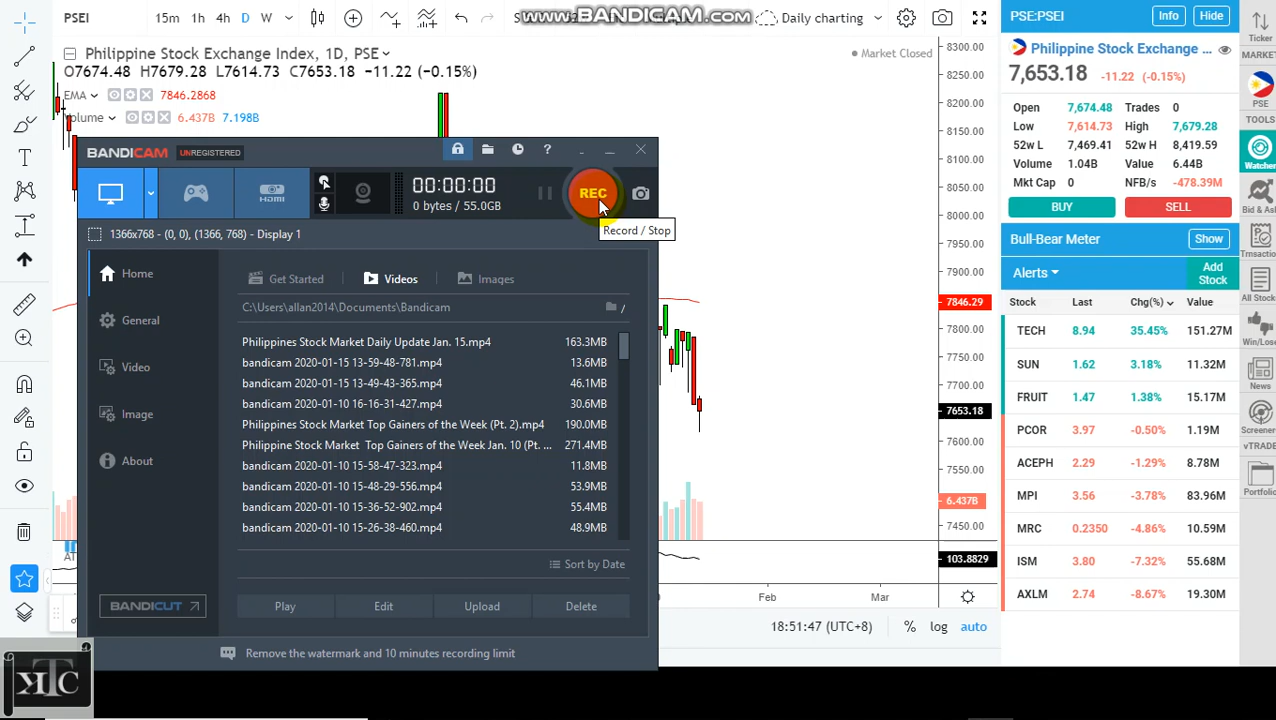 PSEI 15m 1h 4h D W www.BANDICAM.com Daily charting
Philippine Stock Exchange Index, 1D, PSE
Market Closed
O7674.48 H7679.28 L7614.73 C7653.18 −11.22 (−0.15%)
EMA 7846.2868
Volume 6.437B 7.198B
BANDICAM UNREGISTERED
HDMI
00:00:00
0 bytes / 55.0GB
REC
Record / Stop
1366x768 - (0, 0), (1366, 768) - Display 1
Home
General
Video
Image
About
BANDICUT
Get Started Videos Images
C:\Users\allan2014\Documents\Bandicam
Philippines Stock Market Daily Update Jan. 15.mp4 163.3MB
bandicam 2020-01-15 13-59-48-781.mp4 13.6MB
bandicam 2020-01-15 13-49-43-365.mp4 46.1MB
bandicam 2020-01-10 16-16-31-427.mp4 30.6MB
Philippines Stock Market Top Gainers of the Week (Pt. 2).mp4 190.0MB
Philippine Stock Market Top Gainers of the Week Jan. 10 (Pt. ... 271.4MB
bandicam 2020-01-10 15-58-47-323.mp4 11.8MB
bandicam 2020-01-10 15-48-29-556.mp4 53.9MB
bandicam 2020-01-10 15-36-52-902.mp4 55.4MB
bandicam 2020-01-10 15-26-38-460.mp4 48.9MB
Sort by Date
Play Edit Upload Delete
Remove the watermark and 10 minutes recording limit
8300.00
8250.00
8200.00
8150.00
8100.00
8050.00
8000.00
7950.00
7900.00
7846.29
7800.00
7750.00
7700.00
7653.18
7600.00
7550.00
6.437B
7450.00
103.8829
Feb Mar
18:51:47 (UTC+8) % log auto
KTC
PSE:PSEI Info Hide
Philippine Stock Exchange ...
7,653.18 -11.22 (-0.15%)
Open 7,674.48 Trades 0
Low 7,614.73 High 7,679.28
52w L 7,469.41 52w H 8,419.59
Volume 1.04B Value 6.44B
Mkt Cap 0 NFB/s -478.39M
BUY SELL
Bull-Bear Meter Show
Alerts Add Stock
Stock Last Chg(%) Value
TECH 8.94 35.45% 151.27M
SUN 1.62 3.18% 11.32M
FRUIT 1.47 1.38% 15.17M
PCOR 3.97 -0.50% 1.19M
ACEPH 2.29 -1.29% 8.78M
MPI 3.56 -3.78% 83.96M
MRC 0.2350 -4.86% 10.59M
ISM 3.80 -7.32% 55.68M
AXLM 2.74 -8.67% 19.30M
Ticker
MARKET
PSE
TOOLS
Watcher
Bid & As
Trnsactio
All Stock
Win/Lose
News
Screener
vTRADE
Portfolio